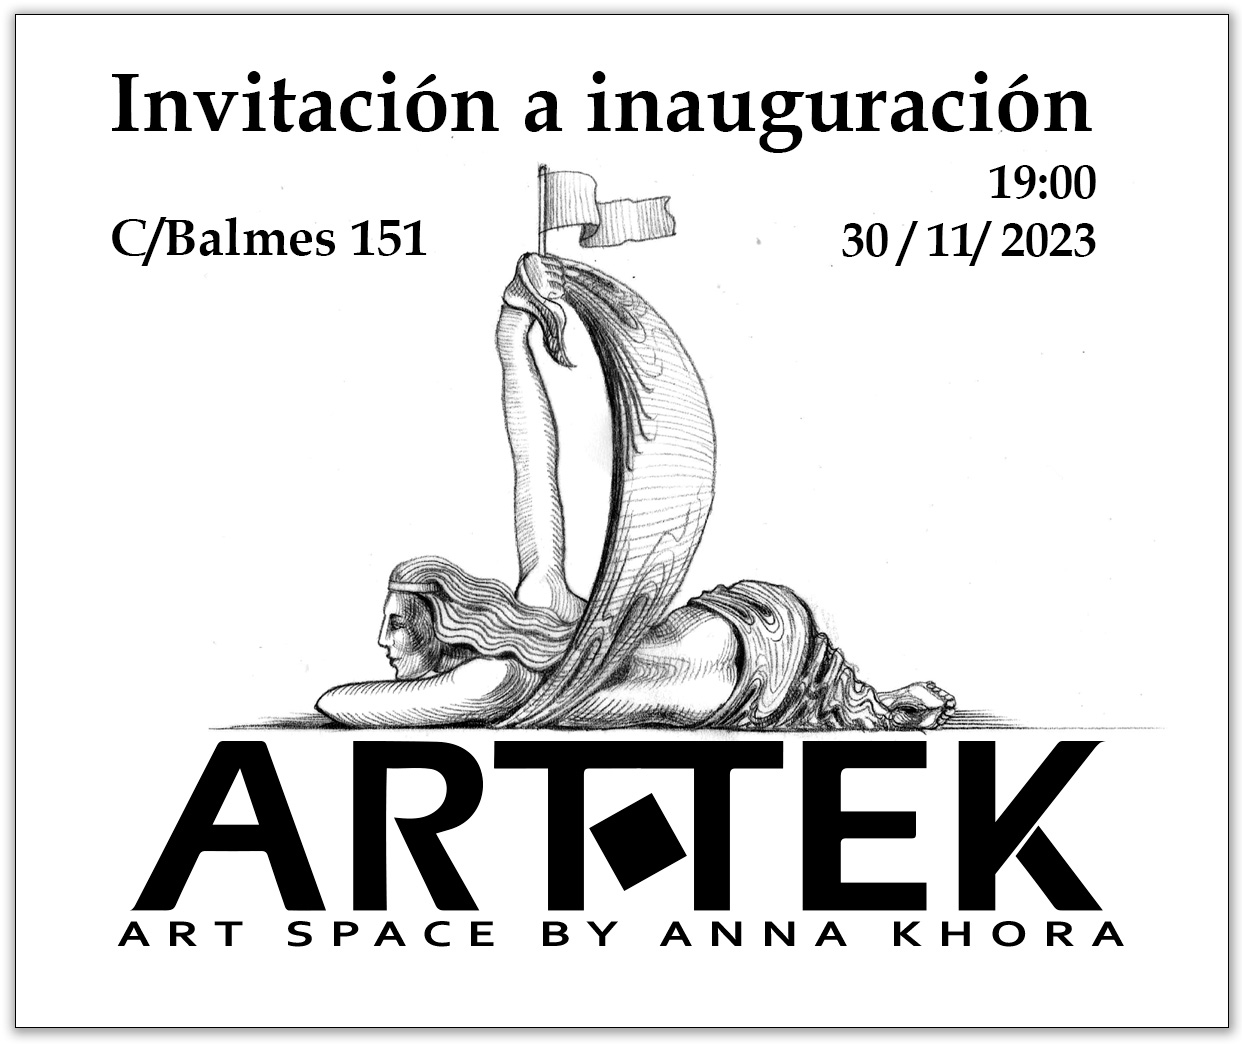 Invitación a inauguración
19:00
C/Balmes 151
30 / 11/ 2023
ARTTEK
ART SPACE BY ANNA KHORA